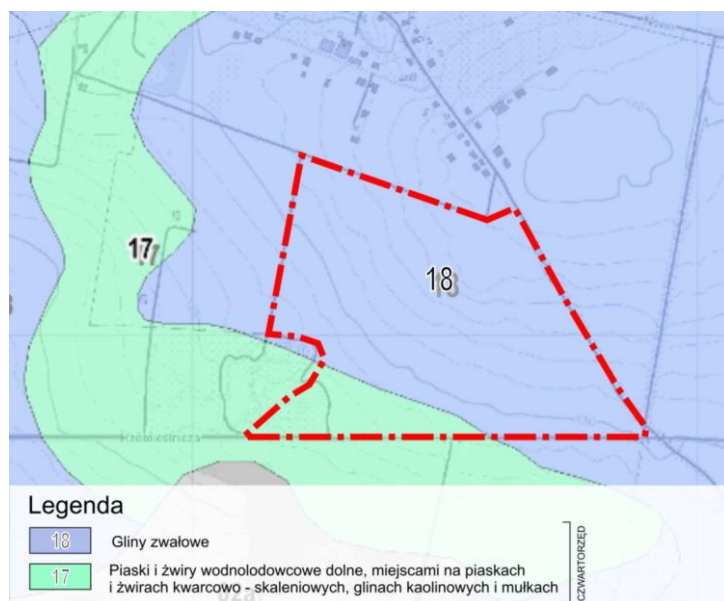 17
18
Legenda
18 Gliny zwałowe
17 Piaski i żwiry wodnolodowcowe dolne, miejscami na piaskach
i żwirach kwarcowo - skaleniowych, glinach kaolinowych i mułkach
CZWARTORZĘD